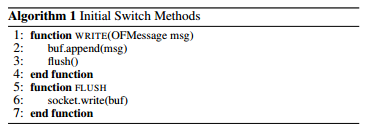 Algorithm 1 Initial Switch Methods
1: function WRITE(OFMessage msg)
2: buf.append(msg)
3: flush()
4: end function
5: function FLUSH
6: socket.write(buf)
7: end function